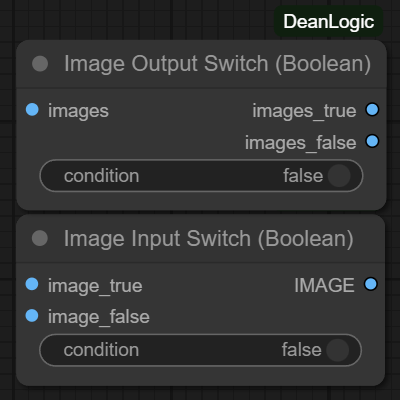 DeanLogic
Image Output Switch (Boolean)
images images_true
images_false
condition false
Image Input Switch (Boolean)
image_true IMAGE
image_false
condition false